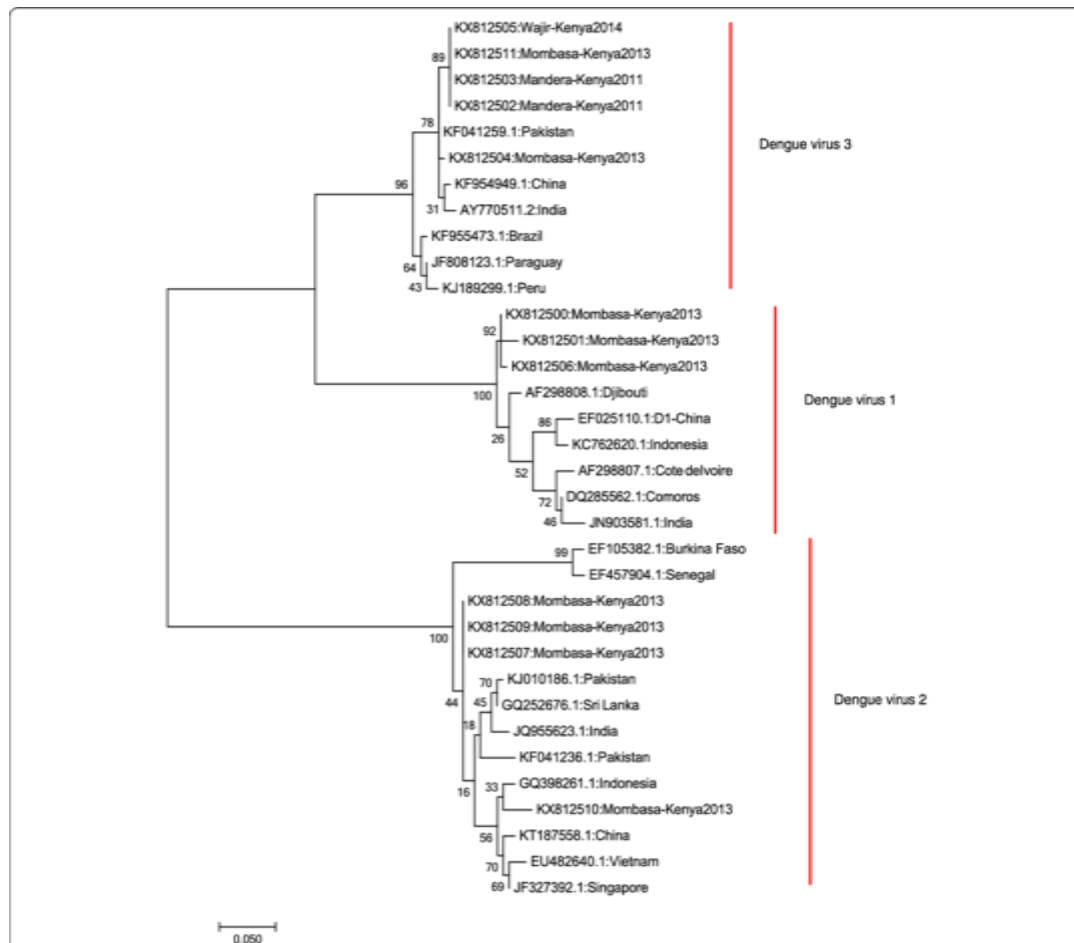 KX812505:Wajir-Kenya2014
89
KX812511:Mombasa-Kenya2013
KX812503:Mandera-Kenya2011
KX812502:Mandera-Kenya2011
78
KF041259.1:Pakistan
Dengue virus 3
KX812504:Mombasa-Kenya2013
96
KF954949.1:China
31
AY770511.2:India
KF955473.1:Brazil
64
JF808123.1:Paraguay
43
KJ189299.1:Peru
KX812500:Mombasa-Kenya2013
92
KX812501:Mombasa-Kenya2013
KX812506:Mombasa-Kenya2013
100
AF298808.1:Djibouti
Dengue virus 1
86
EF025110.1:D1-China
26
KC762620.1:Indonesia
52
AF298807.1:Cote delvoire
72
DQ285562.1:Comoros
46
JN903581.1:India
99
EF105382.1:Burkina Faso
EF457904.1:Senegal
KX812508:Mombasa-Kenya2013
KX812509:Mombasa-Kenya2013
100
KX812507:Mombasa-Kenya2013
70
KJ010186.1:Pakistan
44
45
GQ252676.1:Sri Lanka
Dengue virus 2
18
JQ955623.1:India
KF041236.1:Pakistan
16
33
GQ398261.1:Indonesia
KX812510:Mombasa-Kenya2013
56
KT187558.1:China
70
EU482640.1:Vietnam
69
JF327392.1:Singapore
0.050